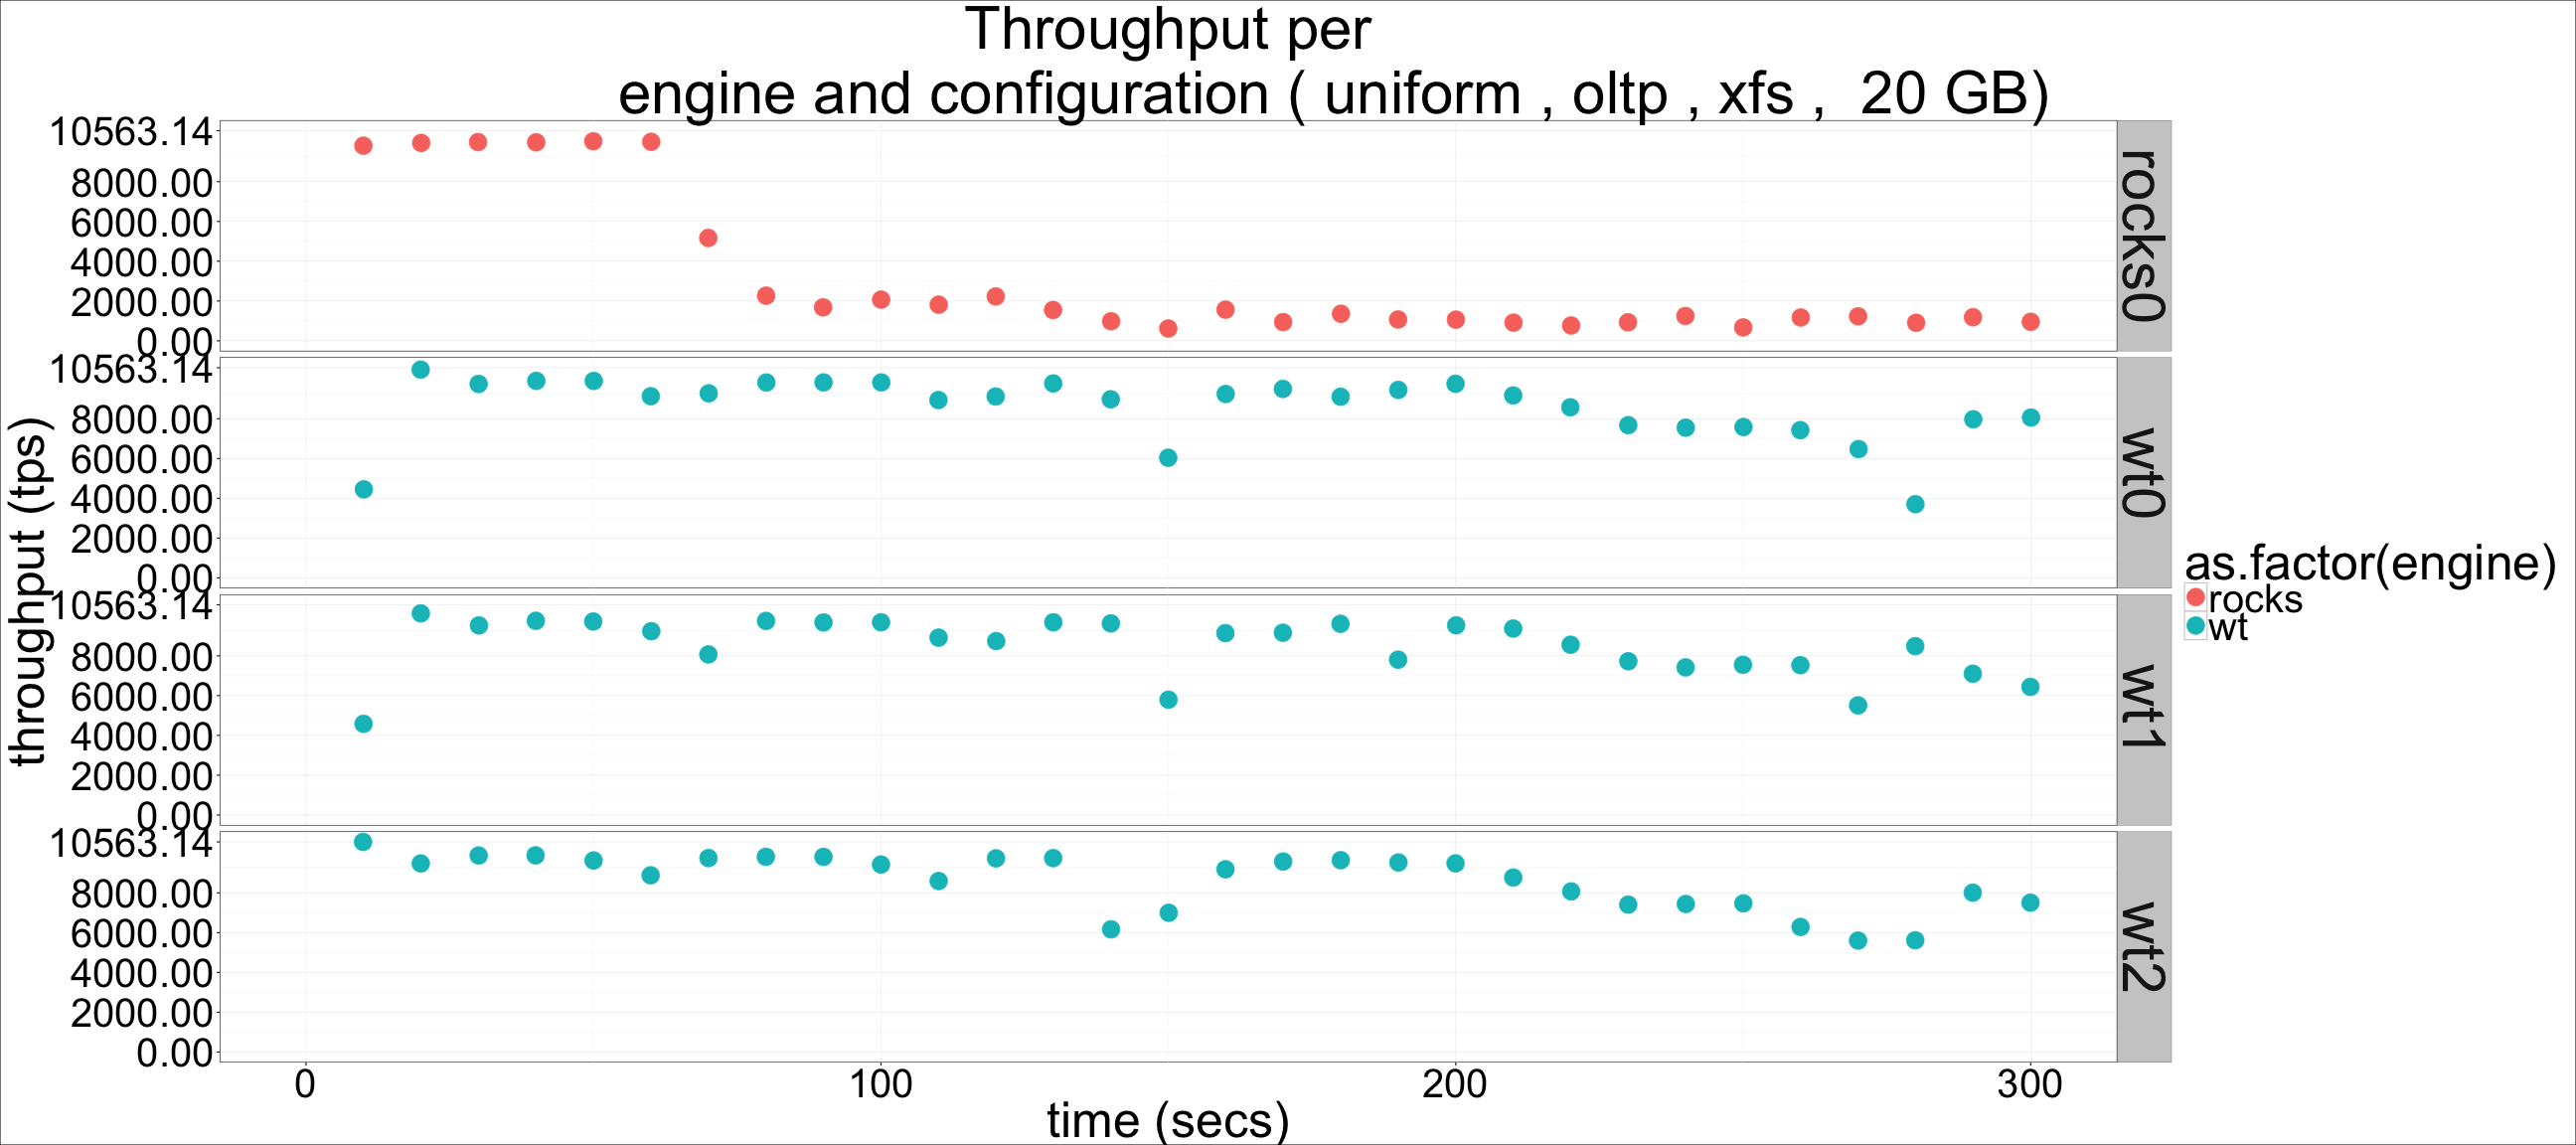 Throughput per
engine and configuration ( uniform , oltp , xfs , 20 GB)
throughput (tps)
10563.14
8000.00
6000.00
4000.00
2000.00
0.00
rocks0
10563.14
8000.00
6000.00
4000.00
2000.00
0.00
wt0
10563.14
8000.00
6000.00
4000.00
2000.00
0.00
wt1
10563.14
8000.00
6000.00
4000.00
2000.00
0.00
wt2
0 100 200 300
time (secs)
as.factor(engine)
rocks
wt